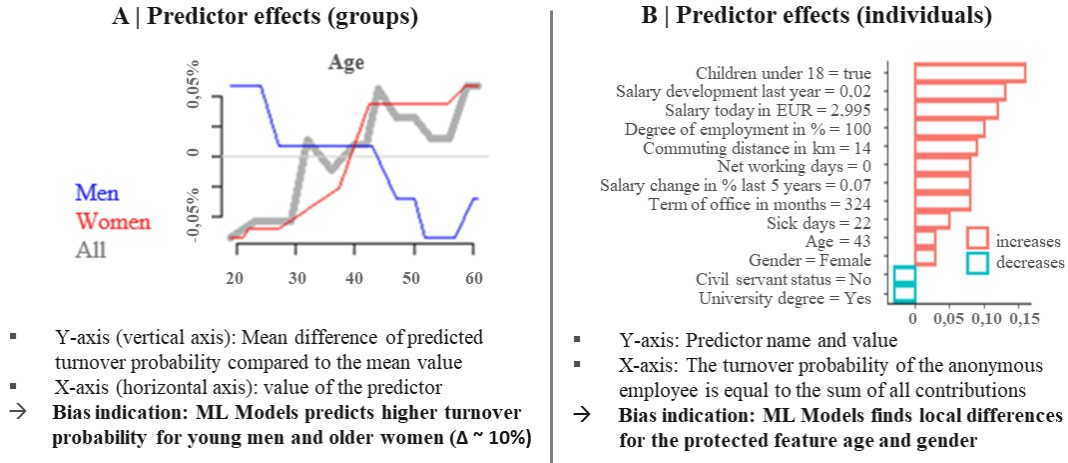 A | Predictor effects (groups)
Age
0,05%
0
-0,05%
Men
Women
All
20 30 40 50 60
▪ Y-axis (vertical axis): Mean difference of predicted
turnover probability compared to the mean value
▪ X-axis (horizontal axis): value of the predictor
→ Bias indication: ML Models predicts higher turnover
probability for young men and older women (Δ ~ 10%)
B | Predictor effects (individuals)
Children under 18 = true
Salary development last year = 0,02
Salary today in EUR = 2,995
Degree of employment in % = 100
Commuting distance in km = 14
Net working days = 0
Salary change in % last 5 years = 0.07
Term of office in months = 324
Sick days = 22
Age = 43
Gender = Female
Civil servant status = No
University degree = Yes
increases
decreases
0 0,05 0,10 0,15
▪ Y-axis: Predictor name and value
▪ X-axis: The turnover probability of the anonymous
employee is equal to the sum of all contributions
→ Bias indication: ML Models finds local differences
for the protected feature age and gender